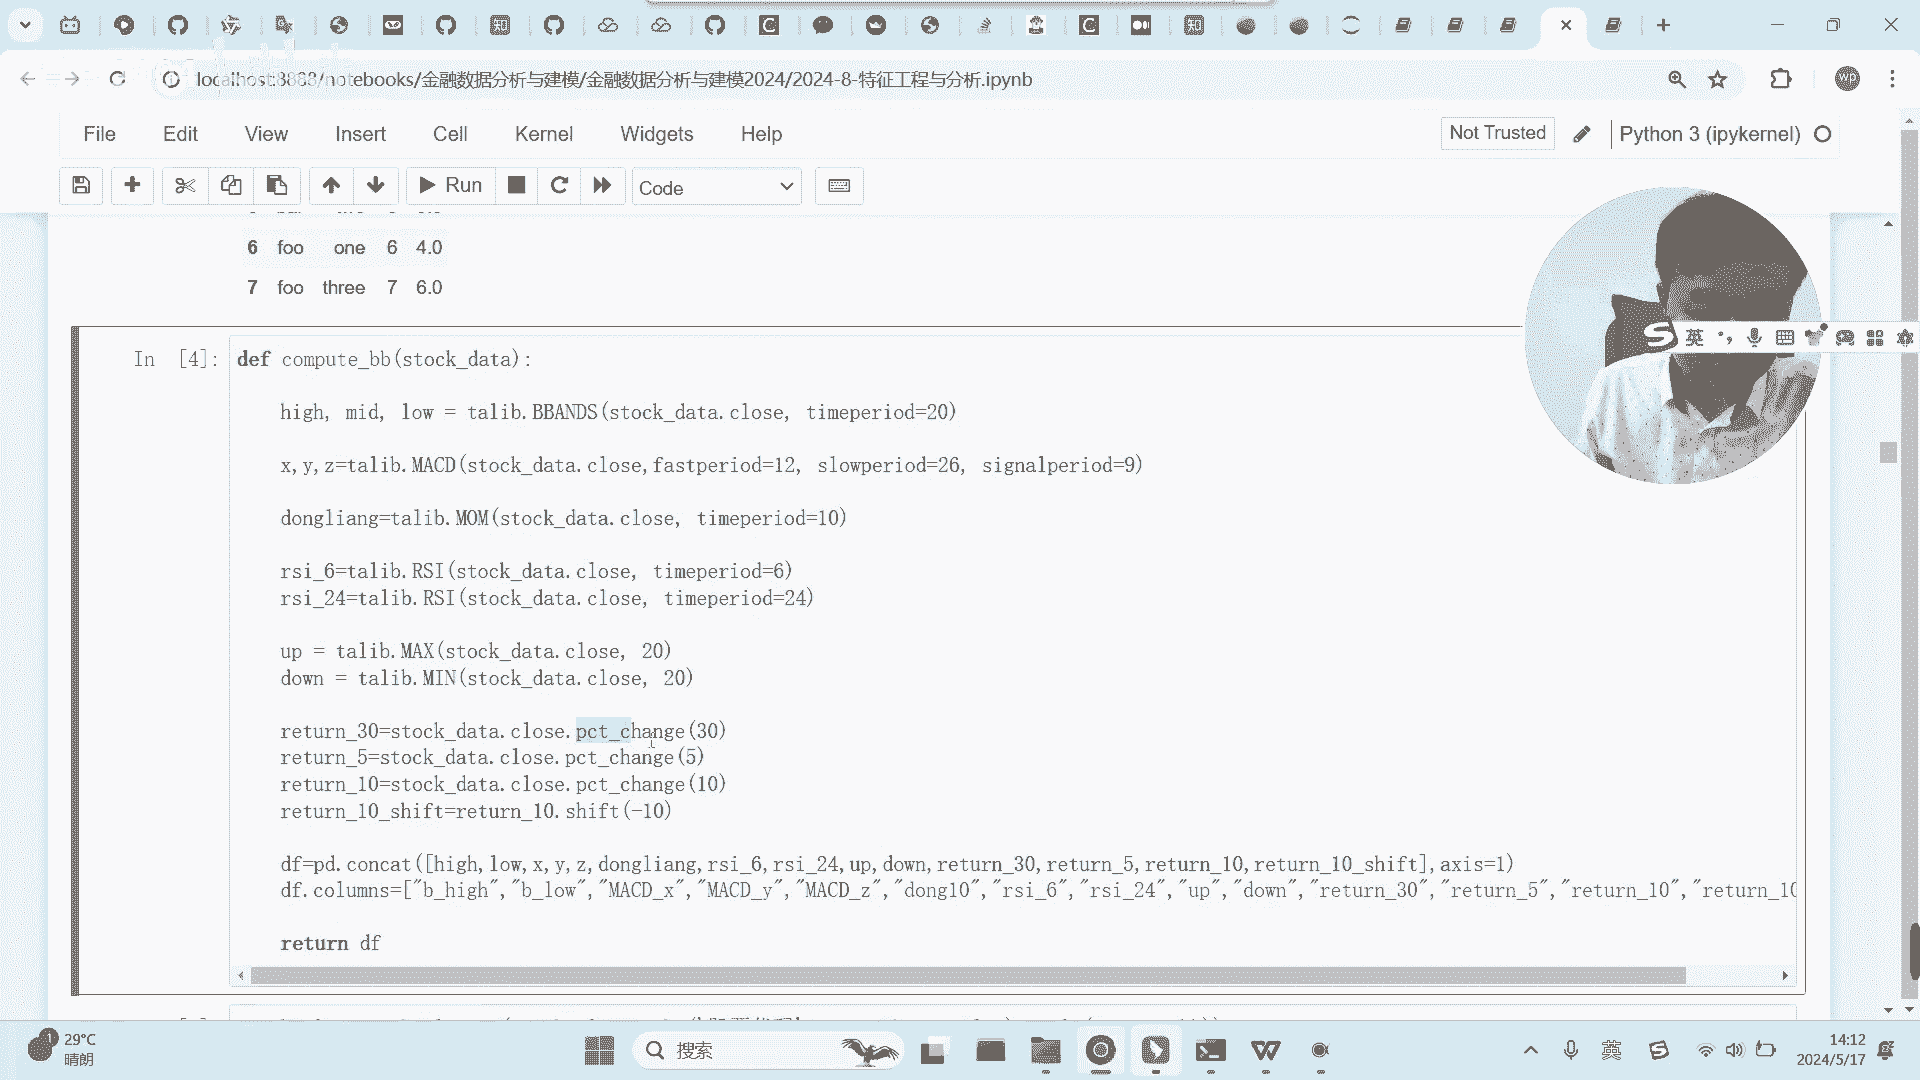 localhost:8888/notebooks/金融数据分析与建模/金融数据分析与建模2024/2024-8-特征工程与分析.ipynb
wp
File Edit View Insert Cell Kernel Widgets Help
Not Trusted
Python 3 (ipykernel)
Run
Code
6 foo one 6 4.0
7 foo three 7 6.0
英
In [4]:
def compute_bb(stock_data):
high, mid, low = talib.BBANDS(stock_data.close, timeperiod=20)
x,y,z=talib.MACD(stock_data.close,fastperiod=12, slowperiod=26, signalperiod=9)
dongliang=talib.MOM(stock_data.close, timeperiod=10)
rsi_6=talib.RSI(stock_data.close, timeperiod=6)
rsi_24=talib.RSI(stock_data.close, timeperiod=24)
up = talib.MAX(stock_data.close, 20)
down = talib.MIN(stock_data.close, 20)
return_30=stock_data.close.pct_change(30)
return_5=stock_data.close.pct_change(5)
return_10=stock_data.close.pct_change(10)
return_10_shift=return_10.shift(-10)
df=pd.concat([high,low,x,y,z,dongliang,rsi_6,rsi_24,up,down,return_30,return_5,return_10,return_10_shift],axis=1)
df.columns=["b_high","b_low","MACD_x","MACD_y","MACD_z","dong10","rsi_6","rsi_24","up","down","return_30","return_5","return_10","return_10
return df
1
29°C
晴朗
搜索
英
14:12
2024/5/17